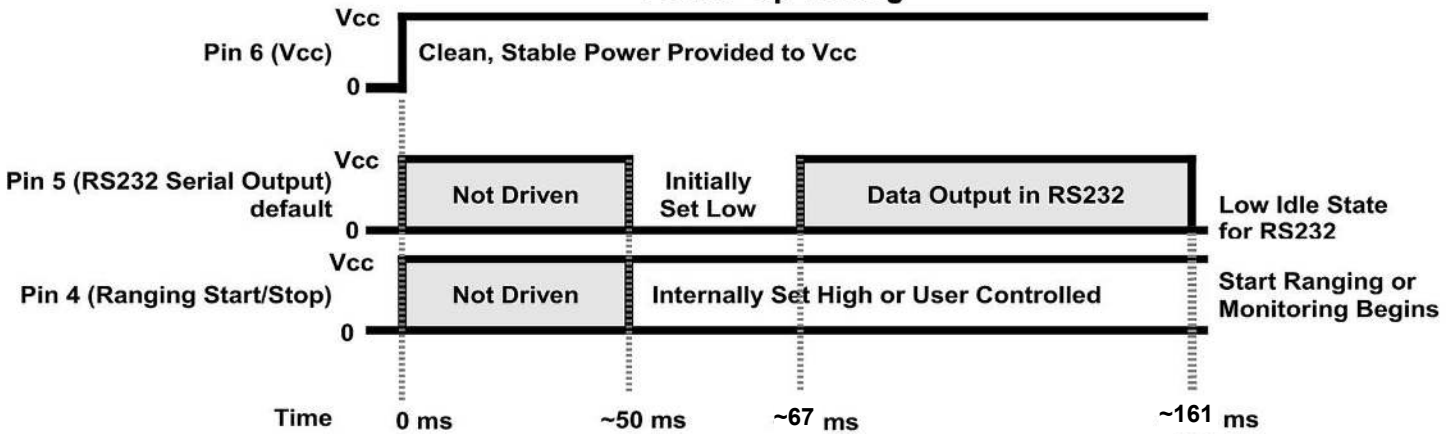 Vcc
Pin 6 (Vcc)
Clean, Stable Power Provided to Vcc
0
Vcc
Pin 5 (RS232 Serial Output)
default
Not Driven
Initially
Set Low
Data Output in RS232
Low Idle State
for RS232
0
Vcc
Pin 4 (Ranging Start/Stop)
Not Driven
Internally Set High or User Controlled
Start Ranging or
Monitoring Begins
0
Time
0 ms
~50 ms
~67 ms
~161 ms